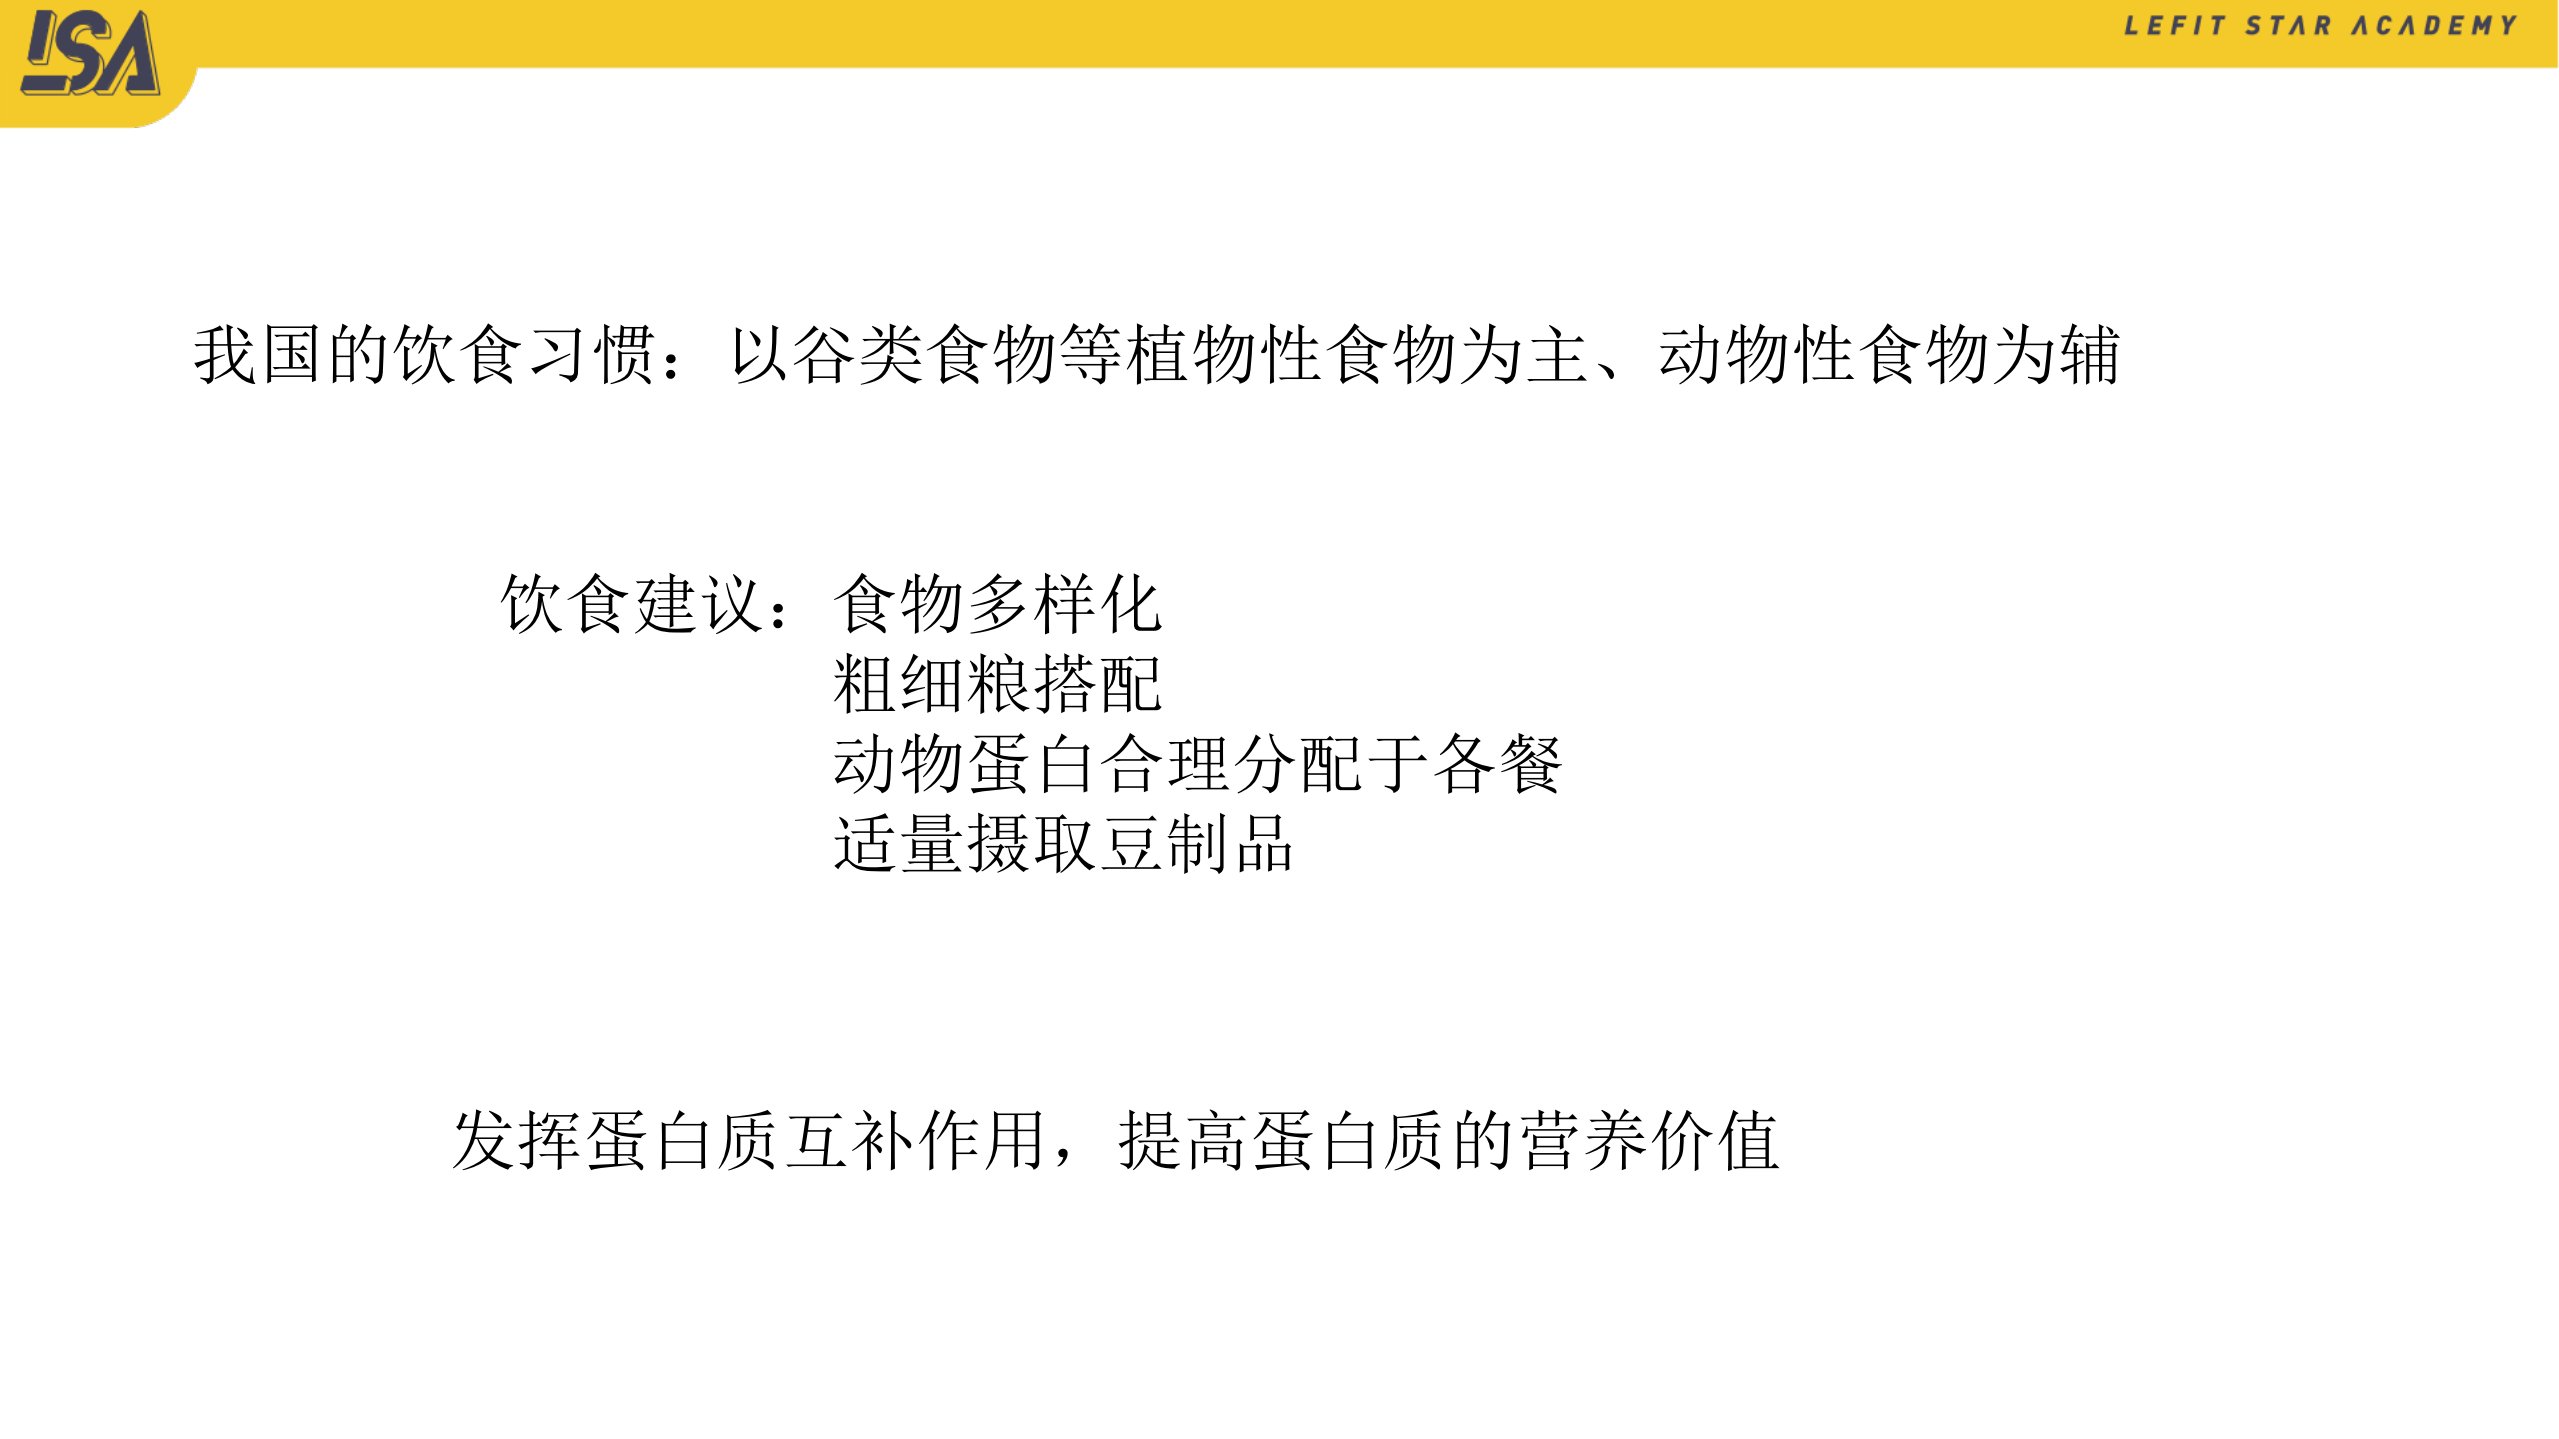 LSA
LEFIT STAR ACADEMY
我国的饮食习惯：以谷类食物等植物性食物为主、动物性食物为辅
饮食建议：食物多样化
粗细粮搭配
动物蛋白合理分配于各餐
适量摄取豆制品
发挥蛋白质互补作用，提高蛋白质的营养价值